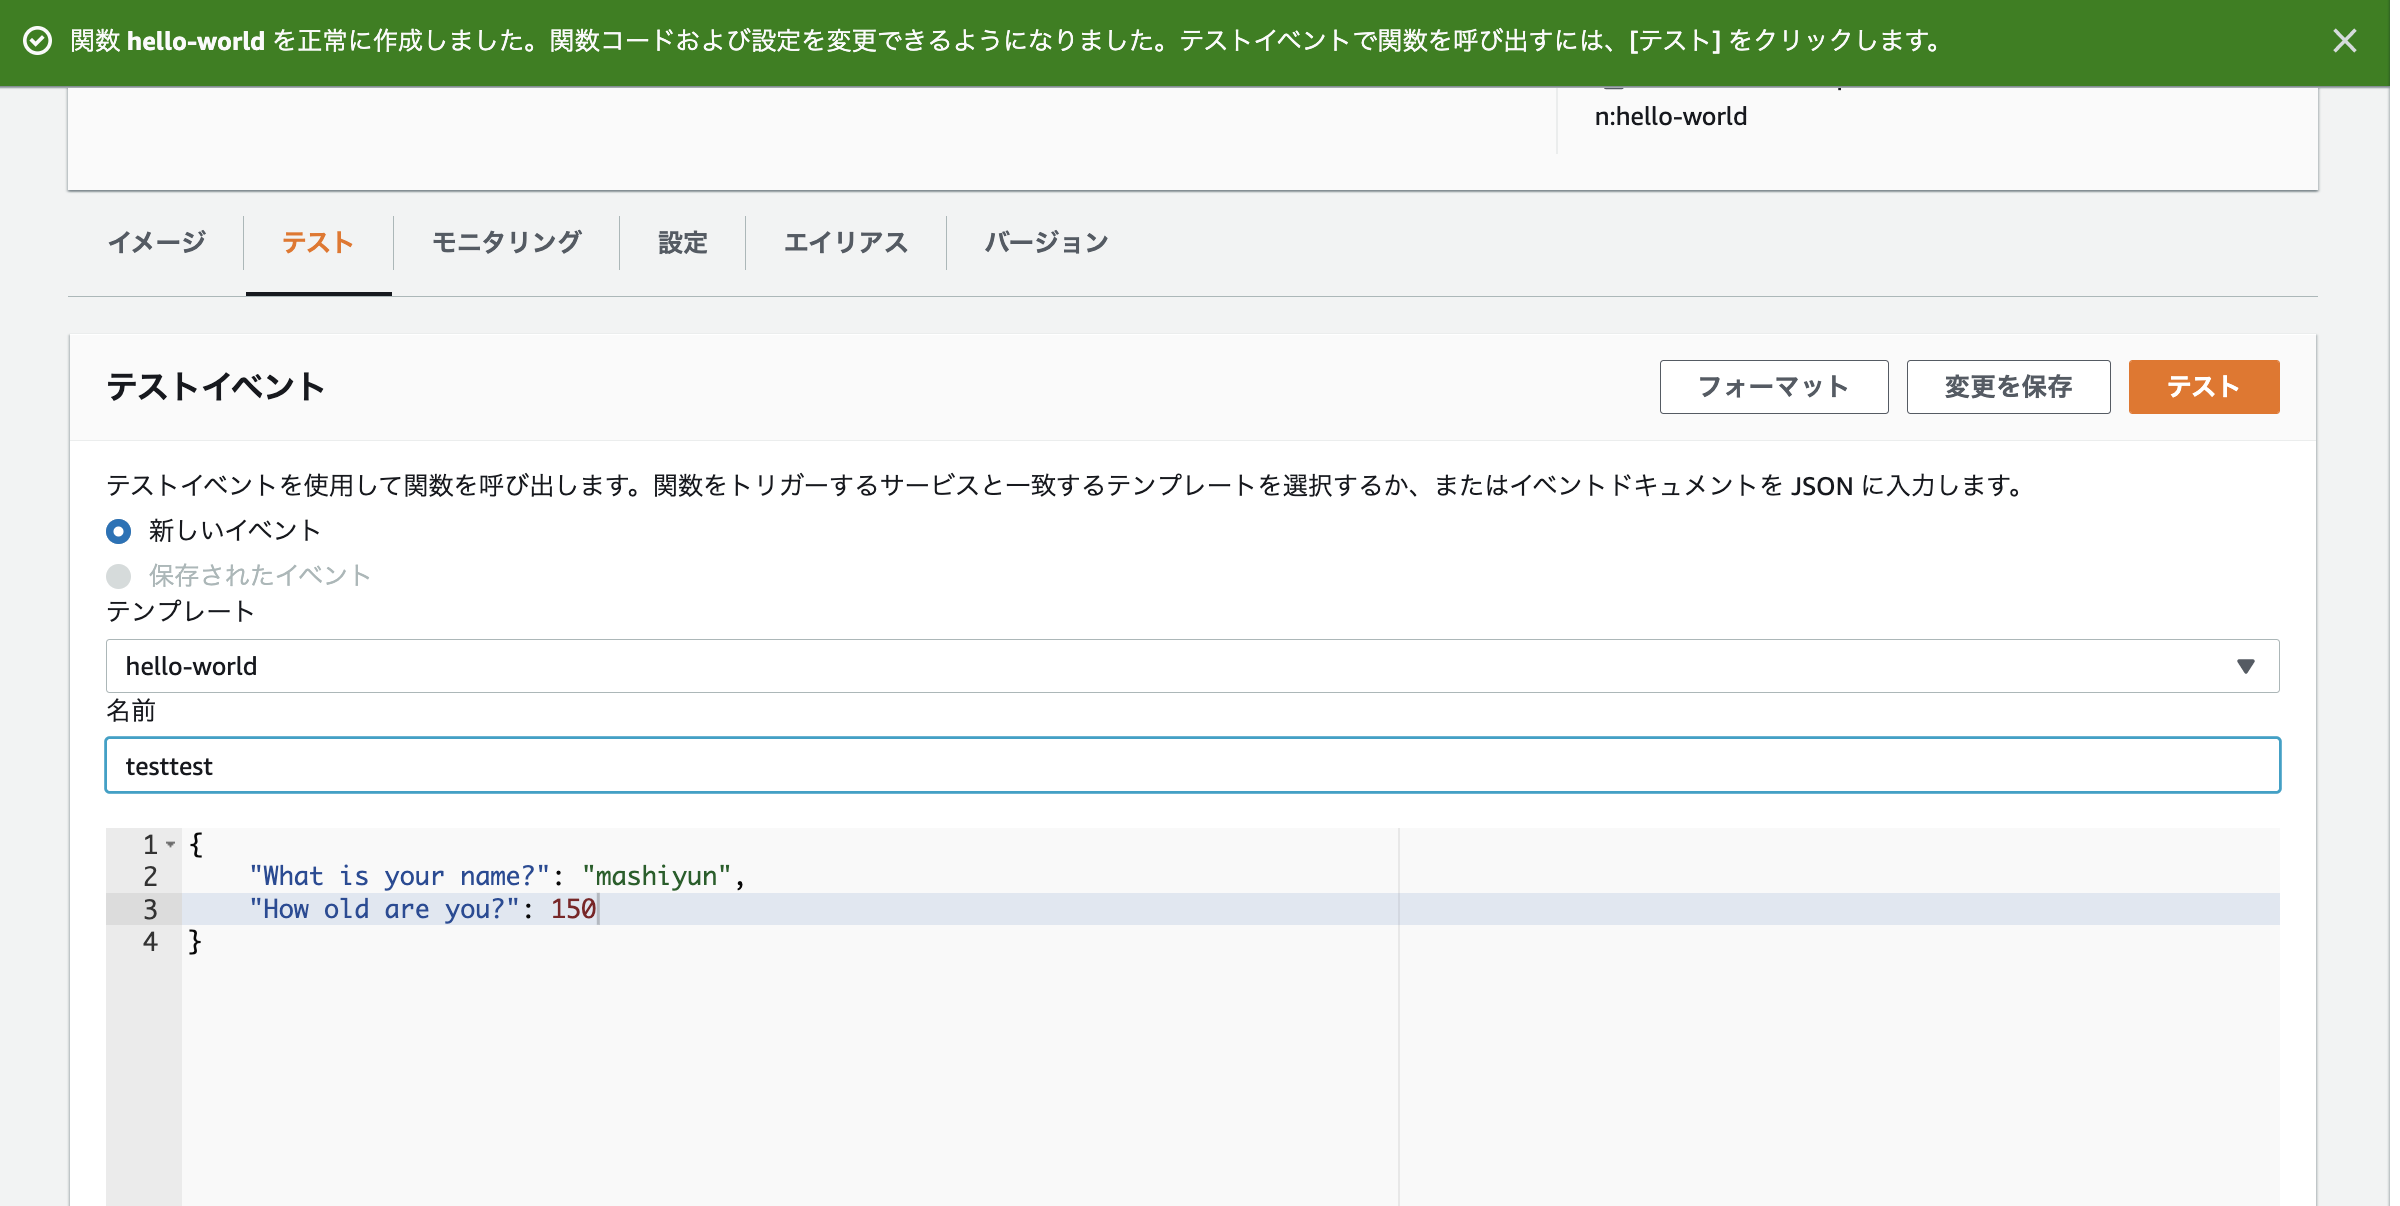 関数 hello-world を正常に作成しました。関数コードおよび設定を変更できるようになりました。テストイベントで関数を呼び出すには、[テスト] をクリックします。
n:hello-world
イメージ テスト モニタリング 設定 エイリアス バージョン
テストイベント フォーマット 変更を保存 テスト
テストイベントを使用して関数を呼び出します。関数をトリガーするサービスと一致するテンプレートを選択するか、またはイベントドキュメントを JSON に入力します。
新しいイベント
保存されたイベント
テンプレート
hello-world
名前
testtest
1 {
2 "What is your name?": "mashiyun",
3 "How old are you?": 150
4 }